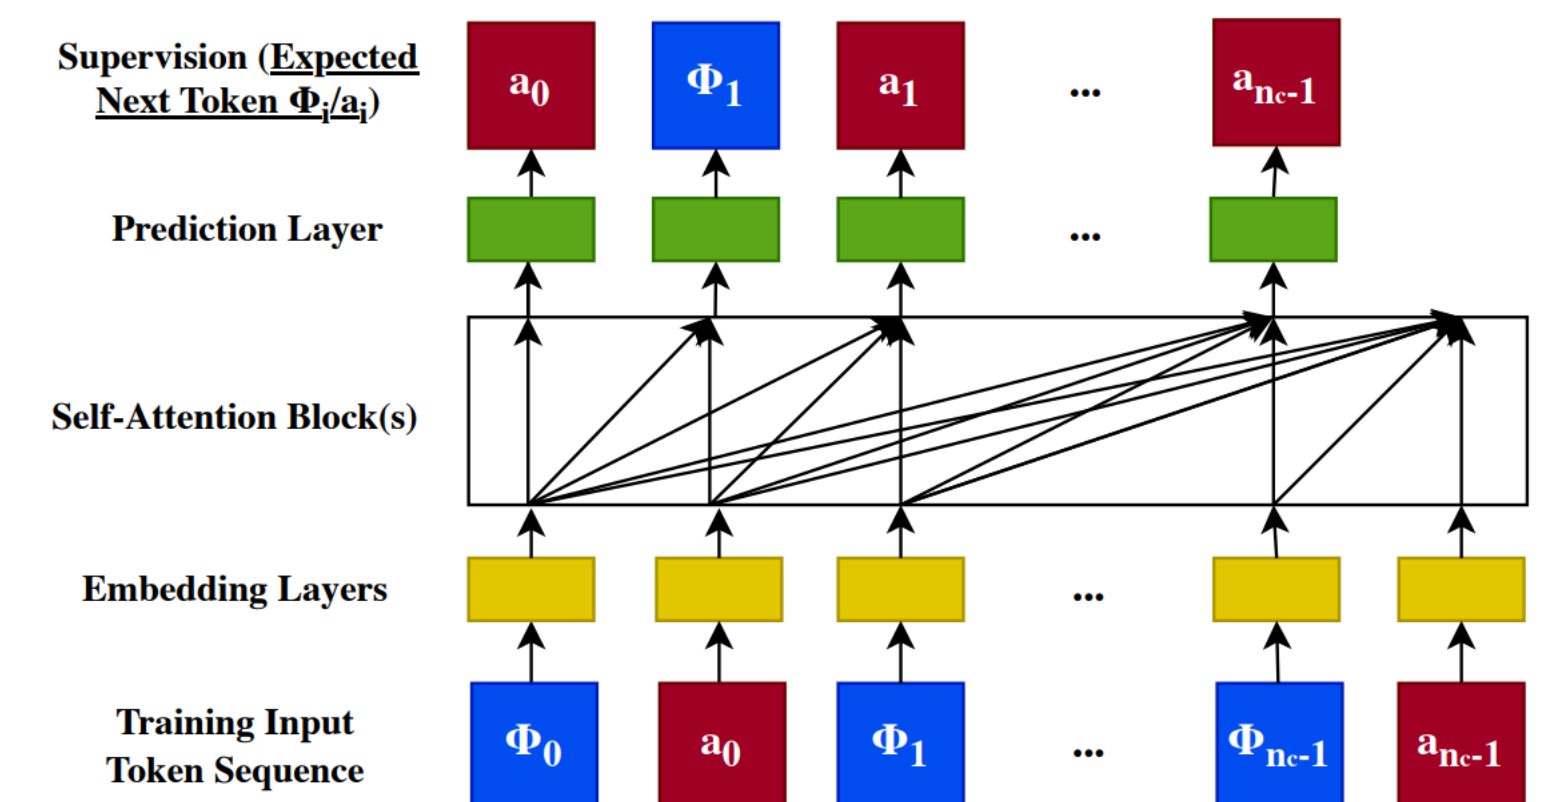 Supervision (Expected
Next Token Φi/ai)
a0 Φ1 a1 ... anc-1
Prediction Layer ...
Self-Attention Block(s)
Embedding Layers ...
Training Input
Token Sequence
Φ0 a0 Φ1 ... Φnc-1 anc-1